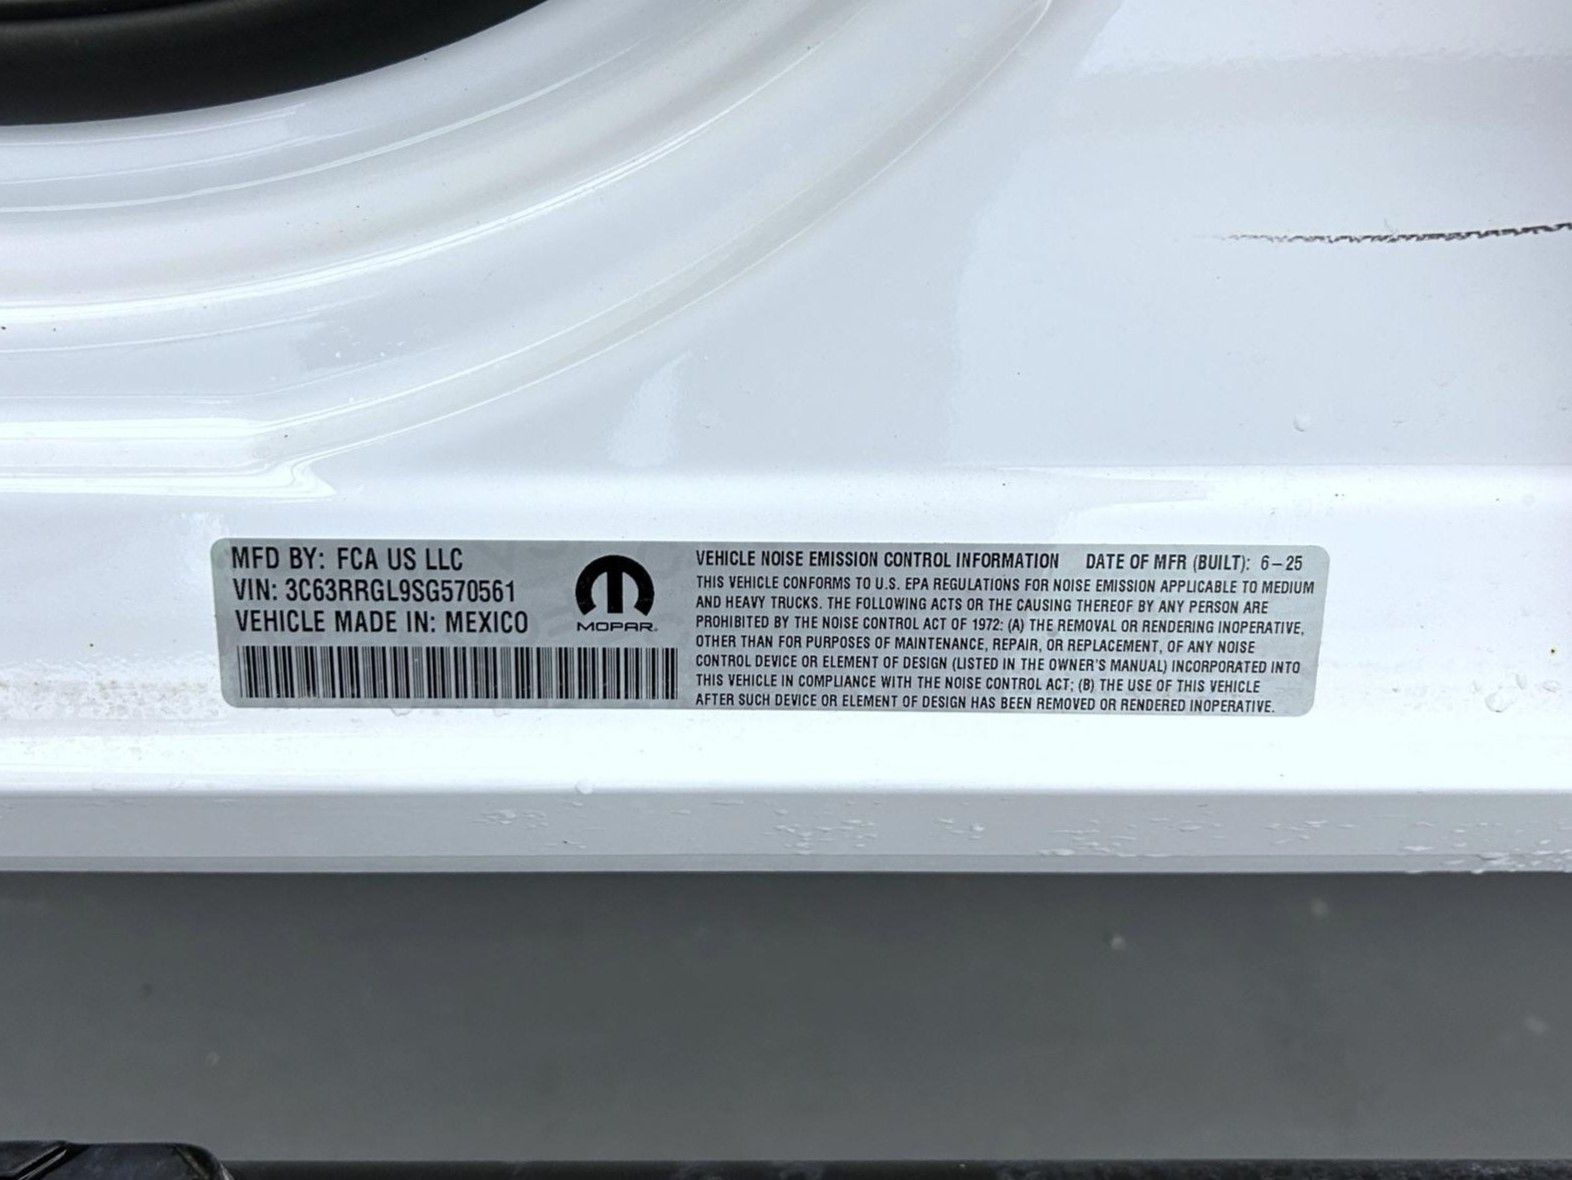 MFD BY: FCA US LLC
VIN: 3C63RRGL9SG570561
VEHICLE MADE IN: MEXICO
MOPAR.
VEHICLE NOISE EMISSION CONTROL INFORMATION DATE OF MFR (BUILT): 6-25
THIS VEHICLE CONFORMS TO U.S. EPA REGULATIONS FOR NOISE EMISSION APPLICABLE TO MEDIUM
AND HEAVY TRUCKS. THE FOLLOWING ACTS OR THE CAUSING THEREOF BY ANY PERSON ARE
PROHIBITED BY THE NOISE CONTROL ACT OF 1972: (A) THE REMOVAL OR RENDERING INOPERATIVE,
OTHER THAN FOR PURPOSES OF MAINTENANCE, REPAIR, OR REPLACEMENT, OF ANY NOISE
CONTROL DEVICE OR ELEMENT OF DESIGN (LISTED IN THE OWNER'S MANUAL) INCORPORATED INTO
THIS VEHICLE IN COMPLIANCE WITH THE NOISE CONTROL ACT; (B) THE USE OF THIS VEHICLE
AFTER SUCH DEVICE OR ELEMENT OF DESIGN HAS BEEN REMOVED OR RENDERED INOPERATIVE.